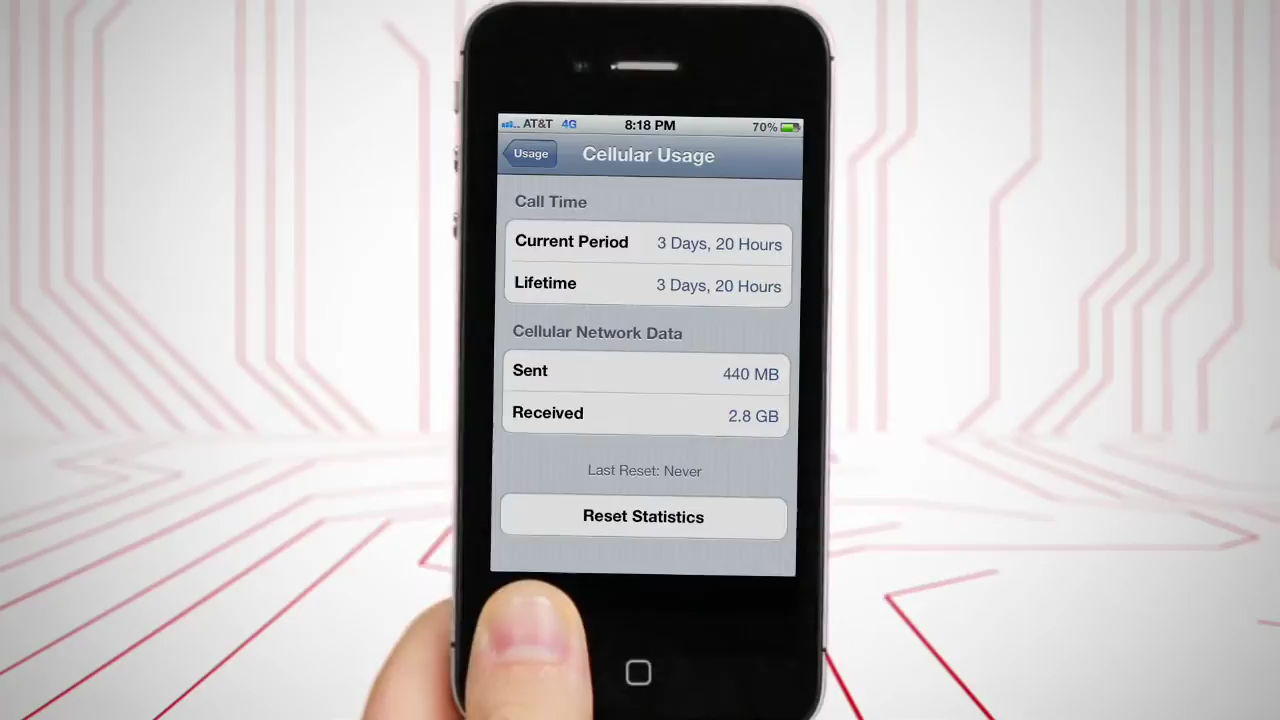 AT&T 4G 8:18 PM 70%
Usage Cellular Usage
Call Time
Current Period 3 Days, 20 Hours
Lifetime 3 Days, 20 Hours
Cellular Network Data
Sent 440 MB
Received 2.8 GB
Last Reset: Never
Reset Statistics